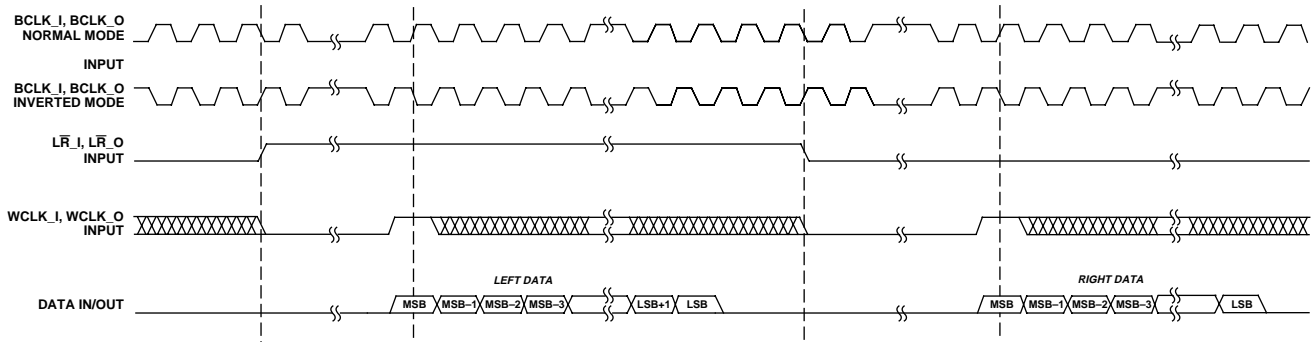 BCLK_I, BCLK_O
NORMAL MODE
INPUT
BCLK_I, BCLK_O
INVERTED MODE
LR̅_I, LR̅_O
INPUT
WCLK_I, WCLK_O
INPUT
LEFT DATA
RIGHT DATA
DATA IN/OUT
MSB MSB–1 MSB–2 MSB–3 LSB+1 LSB MSB MSB–1 MSB–2 MSB–3 LSB